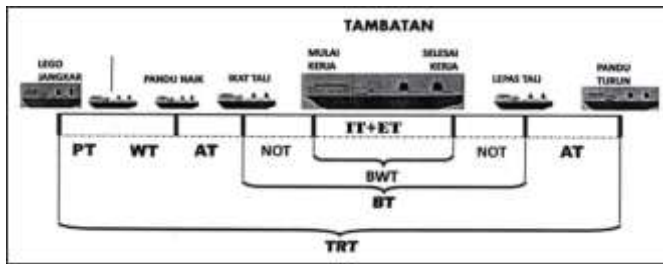 TAMBATAN
LEGO
JANGKAR
PANDU NAIK
IKAT TALI
MULAI
KERJA
SELESAI
KERJA
LEPAS TALI
PANDU
TURUN
IT+ET
PT WT AT NOT NOT AT
BWT
BT
TRT